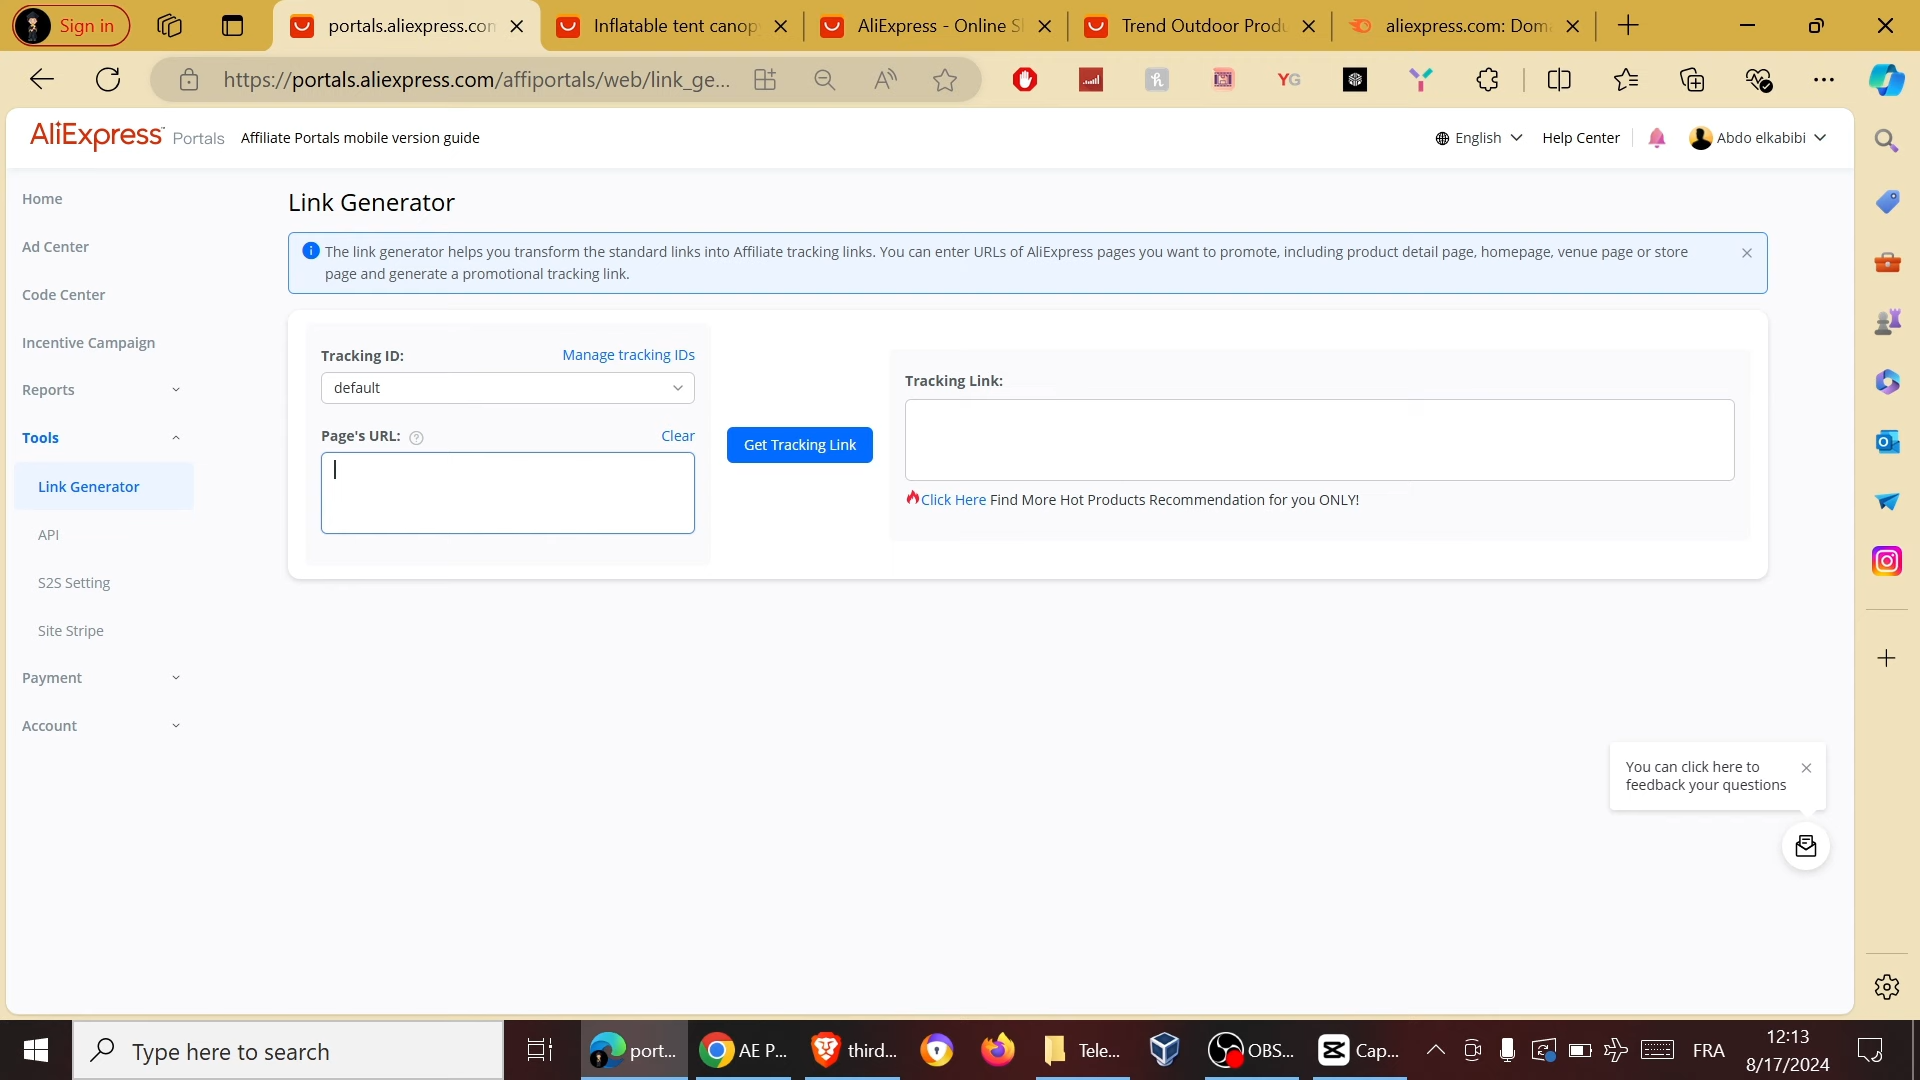 Sign in
portals.aliexpress.con
Inflatable tent canopy
AliExpress - Online Sl
Trend Outdoor Produ
aliexpress.com: Doma
https://portals.aliexpress.com/affiportals/web/link_ge...
YG
AliExpress Portals
Affiliate Portals mobile version guide
English
Help Center
Abdo elkabibi
Home
Ad Center
Code Center
Incentive Campaign
Reports
Tools
Link Generator
API
S2S Setting
Site Stripe
Payment
Account
Link Generator
The link generator helps you transform the standard links into Affiliate tracking links. You can enter URLs of AliExpress pages you want to promote, including product detail page, homepage, venue page or store
page and generate a promotional tracking link.
Tracking ID:
Manage tracking IDs
default
Page's URL:
Clear
Get Tracking Link
Tracking Link:
Click Here Find More Hot Products Recommendation for you ONLY!
You can click here to
feedback your questions
Type here to search
port...
AE P...
third...
Tele...
OBS...
Cap...
FRA
12:13
8/17/2024